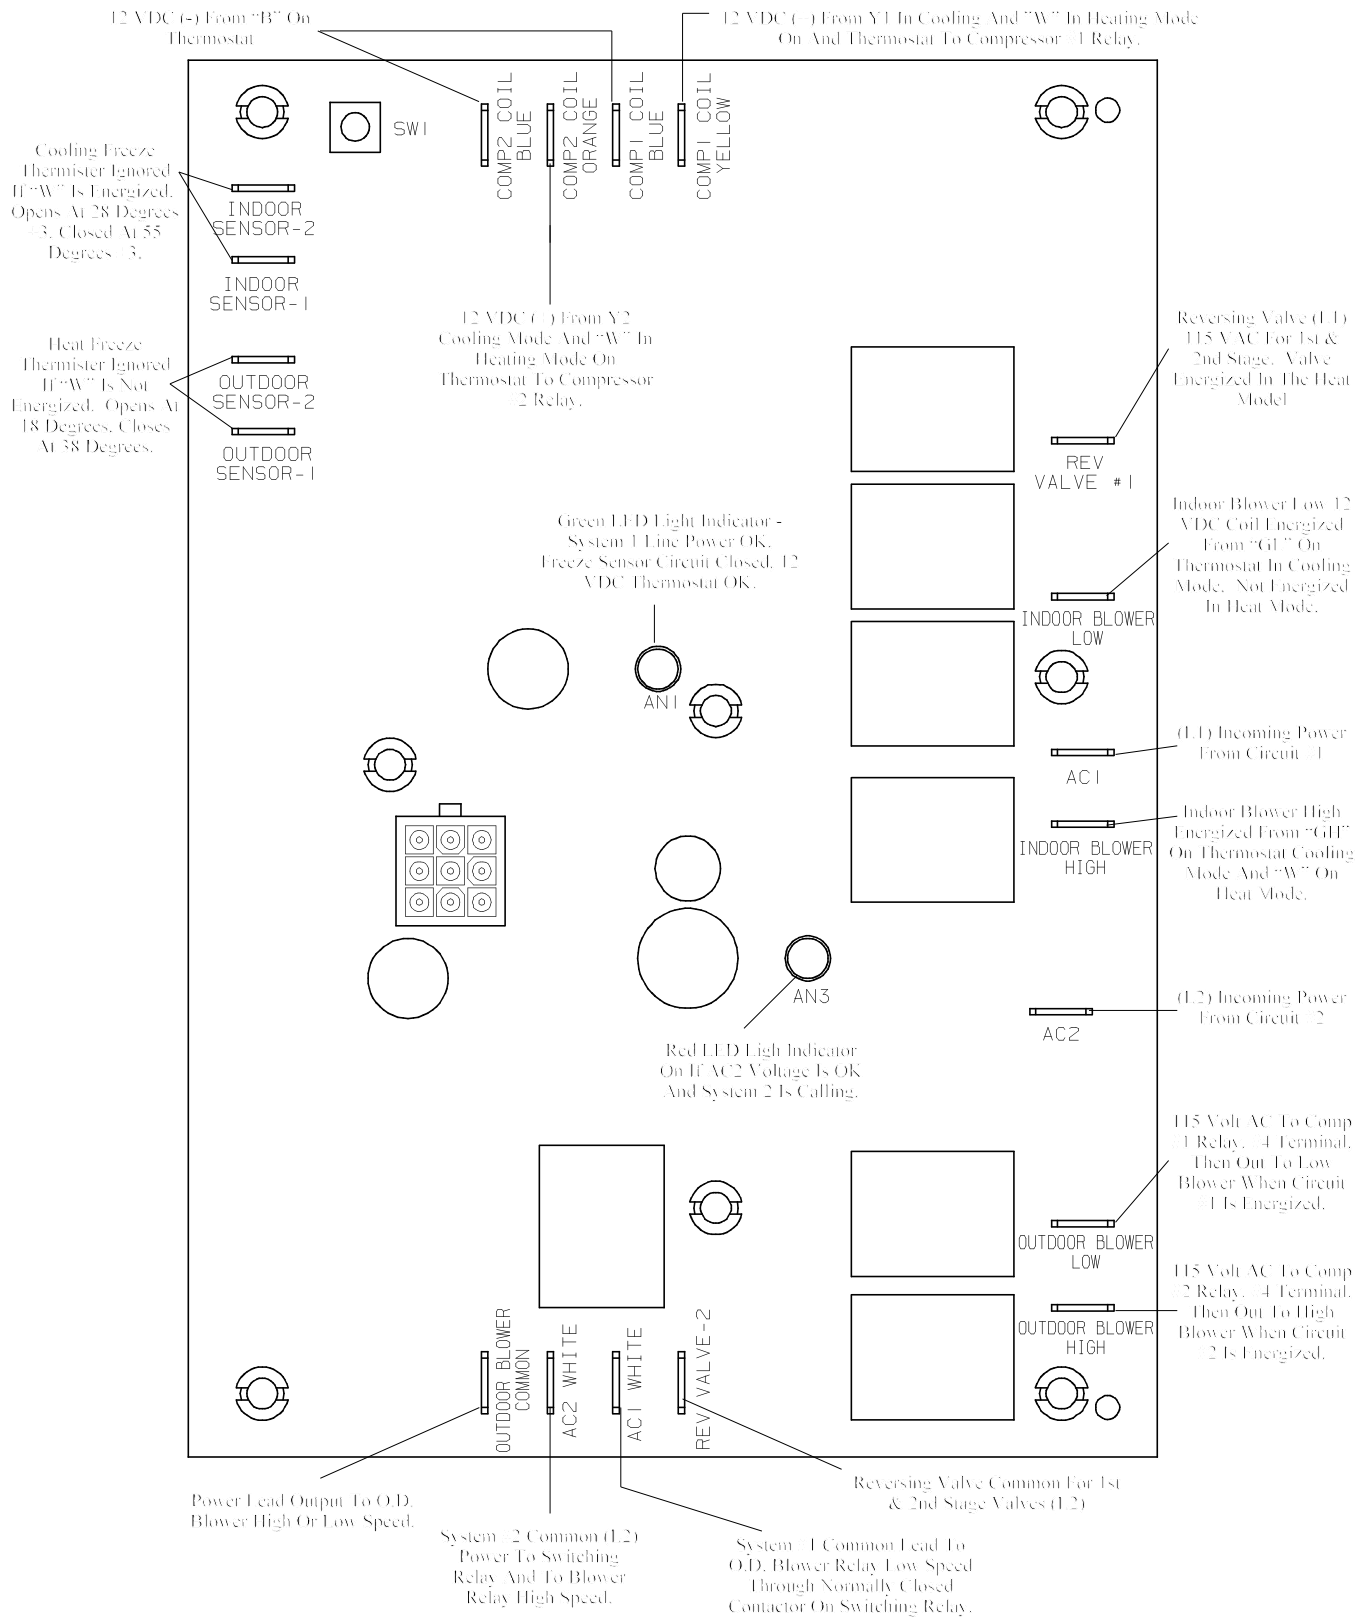 12 VDC (-) From “B” On
Thermostat
12 VDC (+) From Y1 In Cooling And “W” In Heating Mode
On And Thermostat To Compressor #1 Relay.
COMP2 COIL
BLUE
COMP2 COIL
ORANGE
COMP1 COIL
BLUE
COMP1 COIL
YELLOW
SW1
Cooling Freeze
Thermister Ignored
If “W” Is Energized.
Opens At 28 Degrees
3. Closed At 55
Degrees 3.
INDOOR
SENSOR-2
INDOOR
SENSOR-1
Heat Freeze
Thermister Ignored
If “W” Is Not
Energized. Opens At
18 Degrees. Closes
At 38 Degrees.
OUTDOOR
SENSOR-2
OUTDOOR
SENSOR-1
12 VDC (+) From Y2
Cooling Mode And “W” In
Heating Mode On
Thermostat To Compressor
#2 Relay.
Reversing Valve (L1)
115 VAC For 1st &
2nd Stage. Valve
Energized In The Heat
Model
REV
VALVE #1
Green LED Light Indicator -
System 1 Line Power OK.
Freeze Sensor Circuit Closed. 12
VDC Thermostat OK.
AN1
Indoor Blower Low 12
VDC Coil Energized
From “GL” On
Thermostat In Cooling
Mode. Not Energized
In Heat Mode.
INDOOR BLOWER
LOW
(L1) Incoming Power
From Circuit #1
AC1
Indoor Blower High
Energized From “GH”
On Thermostat Cooling
Mode And “W” On
Heat Mode.
INDOOR BLOWER
HIGH
AN3
Red LED Ligh Indicator
On If AC2 Voltage Is OK
And System 2 Is Calling.
(L2) Incoming Power
From Circuit #2
AC2
115 Volt AC To Comp
#1 Relay, #4 Terminal,
Then Out To Low
Blower When Circuit
#1 Is Energized.
OUTDOOR BLOWER
LOW
115 Volt AC To Comp
#2 Relay, #4 Terminal,
Then Out To High
Blower When Circuit
#2 Is Energized.
OUTDOOR BLOWER
HIGH
OUTDOOR BLOWER
COMMON
AC2 WHITE
AC1 WHITE
REV VALVE-2
Power Lead Output To O.D.
Blower High Or Low Speed.
System #2 Common (L2)
Power To Switching
Relay And To Blower
Relay High Speed.
System #1 Common Lead To
O.D. Blower Relay Low Speed
Through Normally Closed
Contactor On Switching Relay.
Reversing Valve Common For 1st
& 2nd Stage Valves (L2)